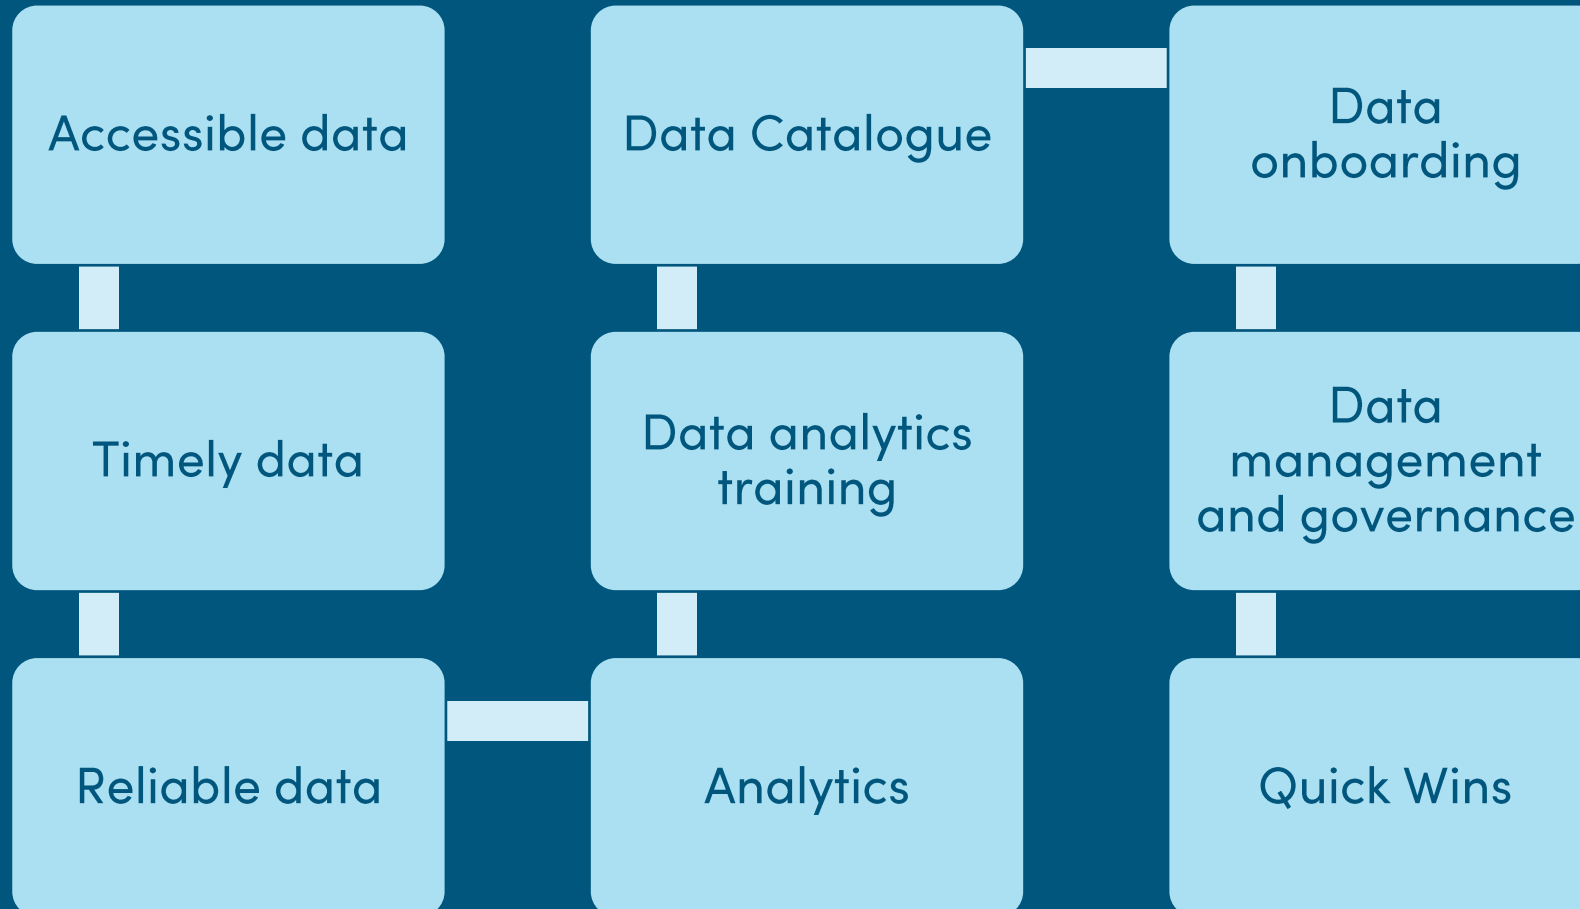 Accessible data
Timely data
Reliable data
Analytics
Data analytics
training
Data Catalogue
Data
onboarding
Data
management
and governance
Quick Wins